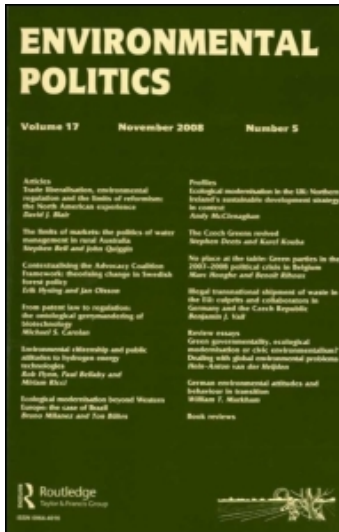 ENVIRONMENTAL
POLITICS
Volume 17 November 2008 Number 5
Articles
Trade liberalisation, environmental
regulation and the limits of reformism:
the North American experience
David J. Blair
The limits of markets: the politics of water
management in rural Australia
Stephen Bell and John Quiggin
Contextualising the Advocacy Coalition
Framework: theorising change in Swedish
forest policy
Erik Hysing and Jan Olsson
From patent law to regulation:
the ontological gerrymandering of
biotechnology
Michael S. Carolan
Environmental citizenship and public
attitudes to hydrogen energy
technologies
Rob Flynn, Paul Bellaby and
Miriam Ricci
Ecological modernisation beyond Western
Europe: the case of Brazil
Bruno Milanez and Ton Bührs
Profiles
Ecological modernisation in the UK: Northern
Ireland's sustainable development strategy
in context
Andy McClenaghan
The Czech Greens revived
Stephen Deets and Karel Kouba
No place at the table: Green parties in the
2007–2008 political crisis in Belgium
Marc Hooghe and Benoit Rihoux
Illegal transnational shipment of waste in
the EU: culprits and collaborators in
Germany and the Czech Republic
Benjamin J. Vail
Review essays
Green governmentality, ecological
modernisation or civic environmentalism?
Dealing with global environmental problems
Hein-Anton van der Heijden
German environmental attitudes and
behaviour in transition
William T. Markham
Book reviews
Routledge
Taylor & Francis Group
ISSN 0964-4016